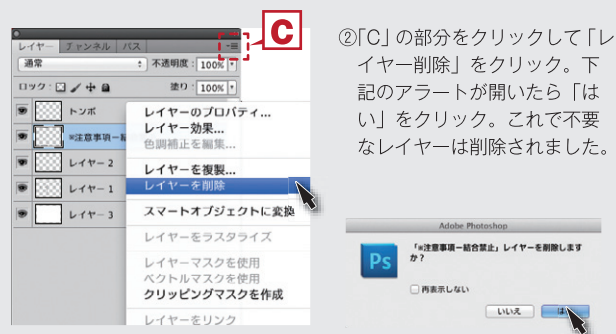 C
レイヤー チャンネル パス
通常 不透明度: 100%
ロック: 塗り: 100%
トンボ
※注意事項ー結
レイヤー 2
レイヤー 1
レイヤー 3
レイヤーのプロパティ...
レイヤー効果...
色調補正を編集...
レイヤーを複製...
レイヤーを削除
スマートオブジェクトに変換
レイヤーをラスタライズ
レイヤーマスクを使用
ベクトルマスクを使用
クリッピングマスクを作成
レイヤーをリンク
②「C」の部分をクリックして「レ
イヤー削除」をクリック。下
記のアラートが開いたら「は
い」をクリック。これで不要
なレイヤーは削除されました。
Adobe Photoshop
Ps
「※注意事項ー結合禁止」レイヤーを削除します
か？
再表示しない
いいえ はい